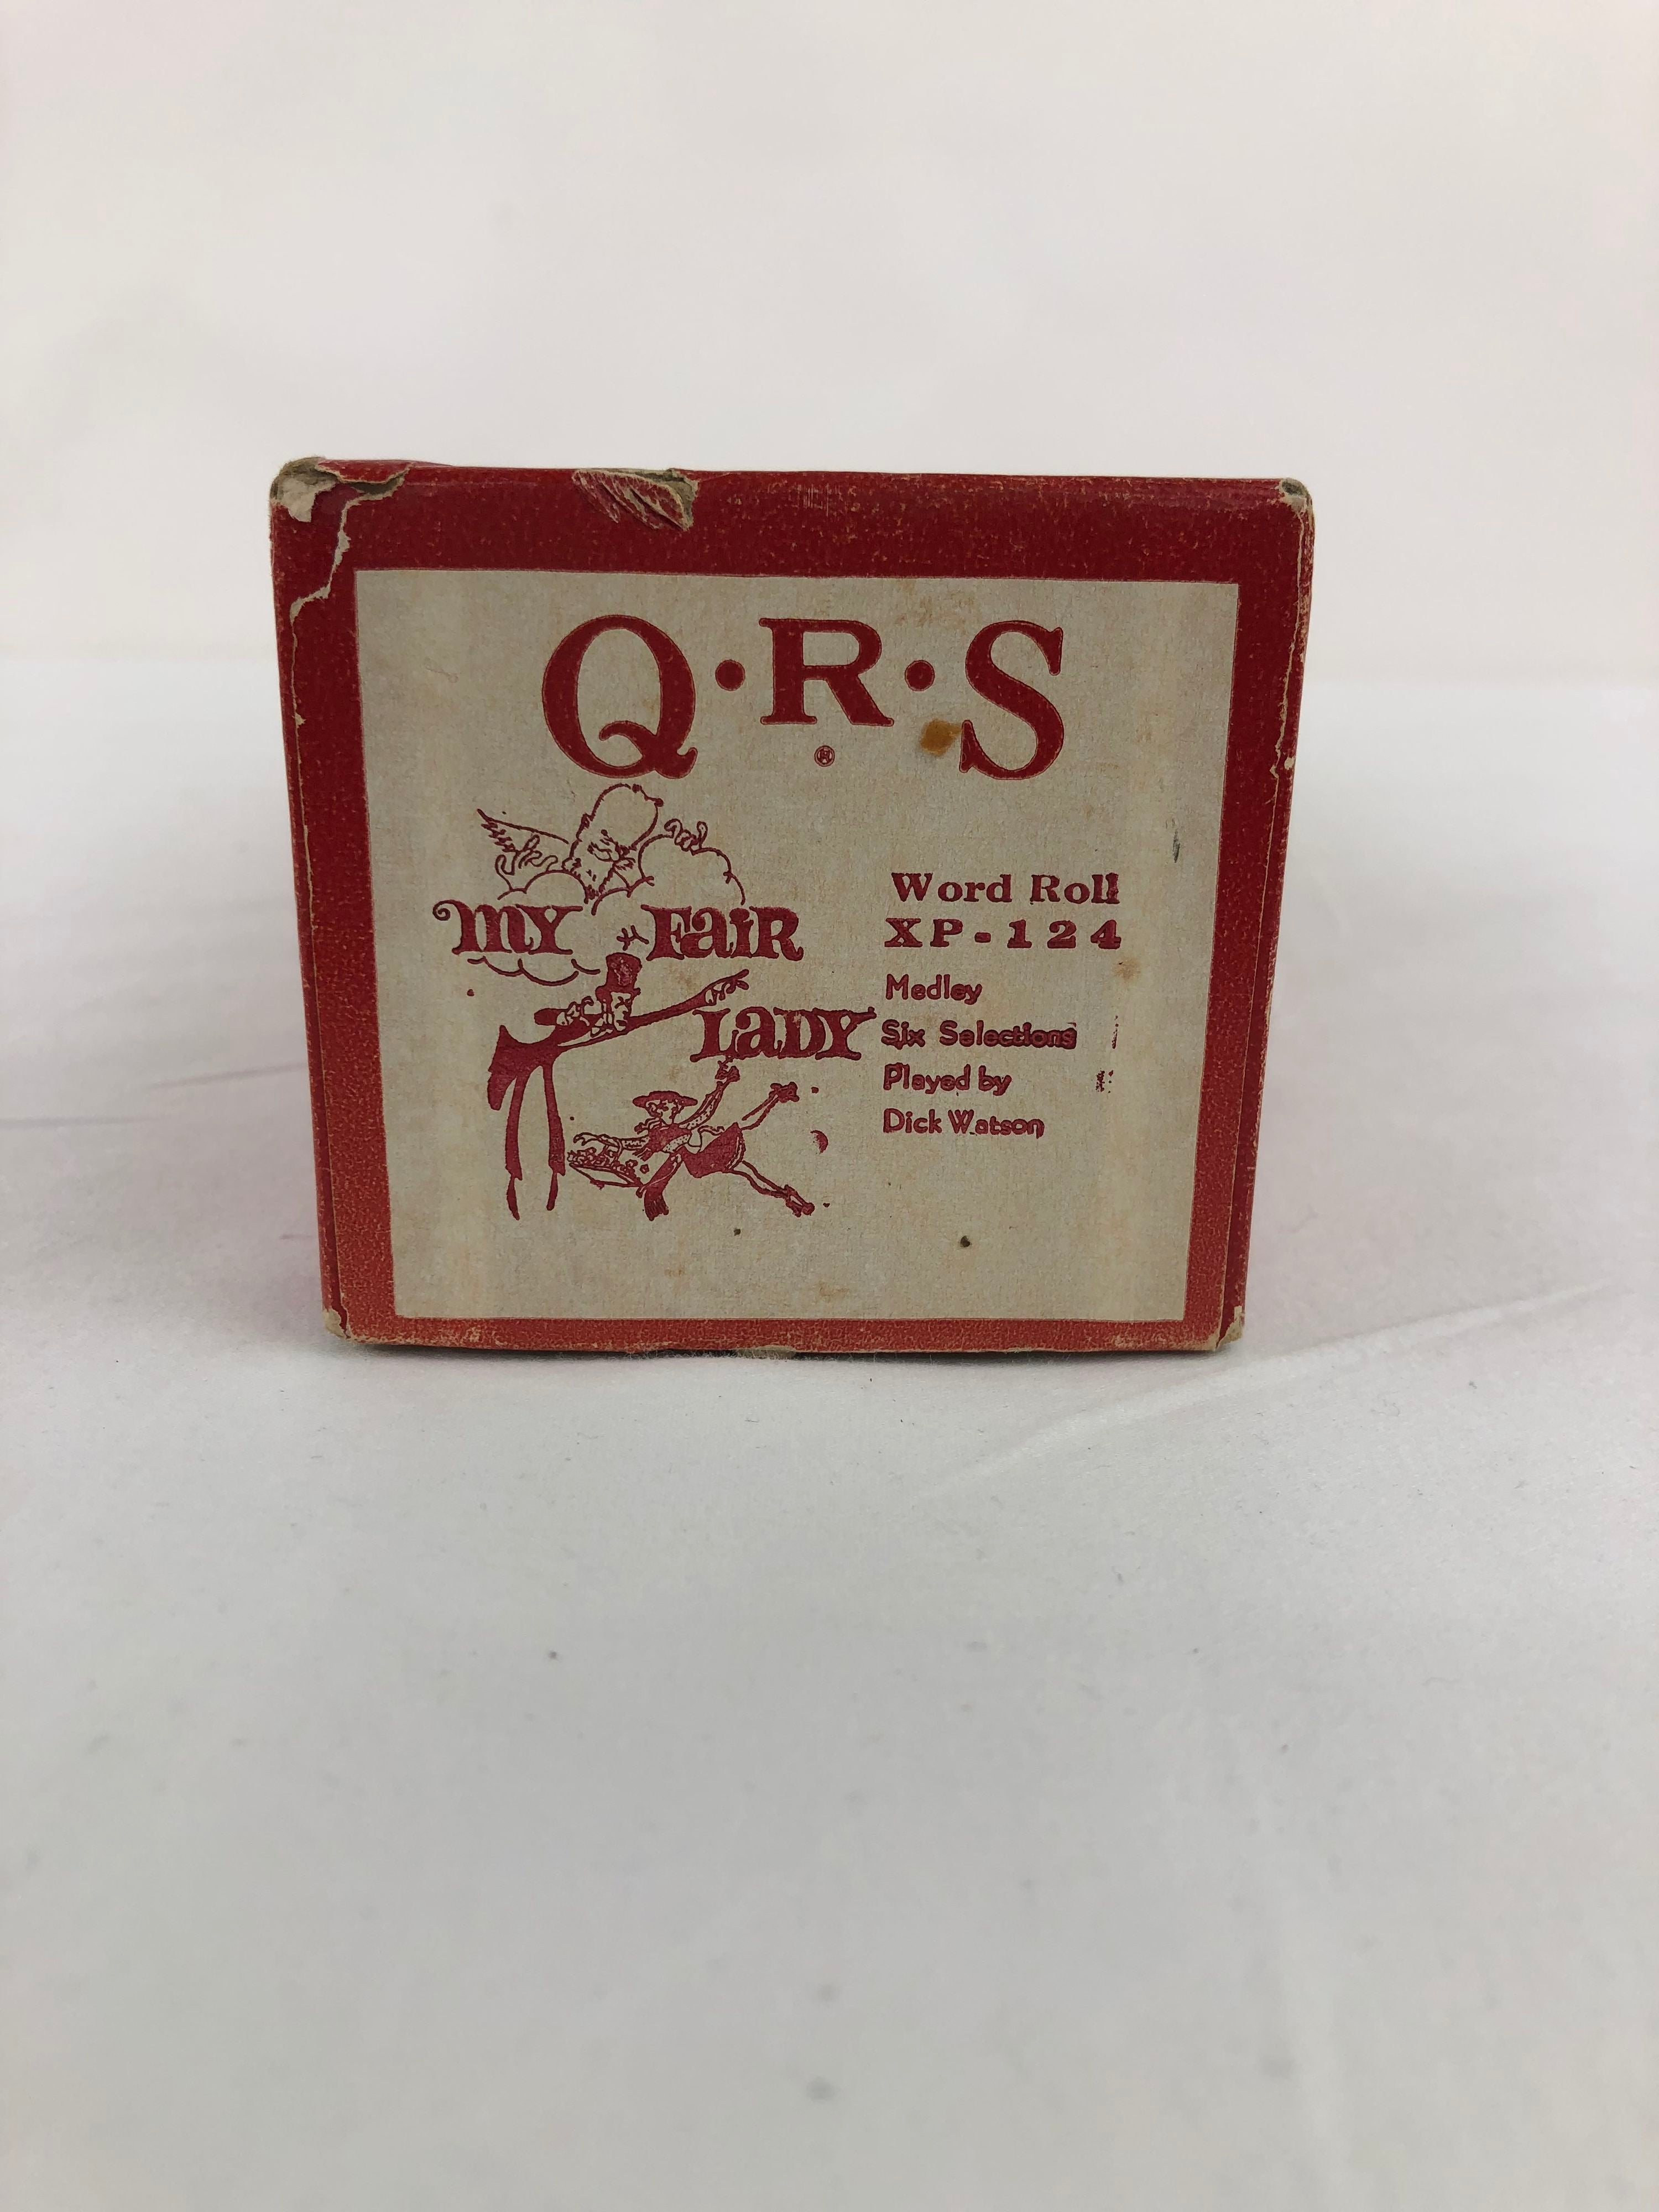 Q·R·S
®
MY FAIR
LADY
Word Roll
XP-124
Medley
Six Selections
Played by
Dick Watson